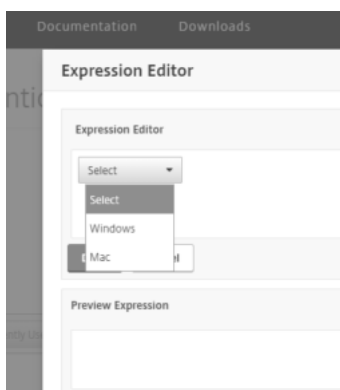 Documentation Downloads
Expression Editor
Expression Editor
Select
Select
Windows
Mac
Preview Expression